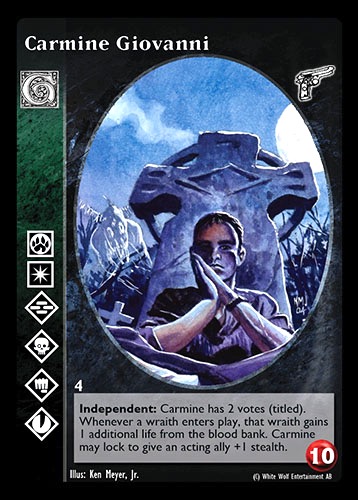 Carmine Giovanni
4
Independent: Carmine has 2 votes (titled).
Whenever a wraith enters play, that wraith gains
1 additional life from the blood bank. Carmine
may lock to give an acting ally +1 stealth.
10
Illus: Ken Meyer, Jr.
(C) White Wolf Entertainment AB